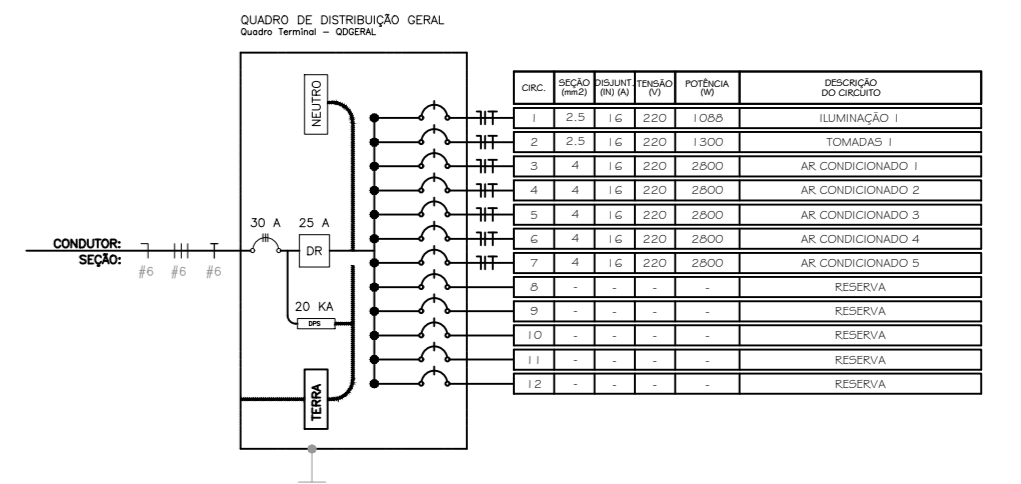 QUADRO DE DISTRIBUIÇÃO GERAL
Quadro Terminal – QDGERAL
NEUTRO
30 A 25 A
DR
CONDUTOR:
SEÇÃO:
#6 #6 #6
20 KA
DPS
TERRA
CIRC. SEÇÃO (mm2) DISJUNT. (IN) (A) TENSÃO (V) POTÊNCIA (W) DESCRIÇÃO DO CIRCUITO
1 2.5 16 220 1088 ILUMINAÇÃO 1
2 2.5 16 220 1300 TOMADAS 1
3 4 16 220 2800 AR CONDICIONADO 1
4 4 16 220 2800 AR CONDICIONADO 2
5 4 16 220 2800 AR CONDICIONADO 3
6 4 16 220 2800 AR CONDICIONADO 4
7 4 16 220 2800 AR CONDICIONADO 5
8 - - - - RESERVA
9 - - - - RESERVA
10 - - - - RESERVA
11 - - - - RESERVA
12 - - - - RESERVA